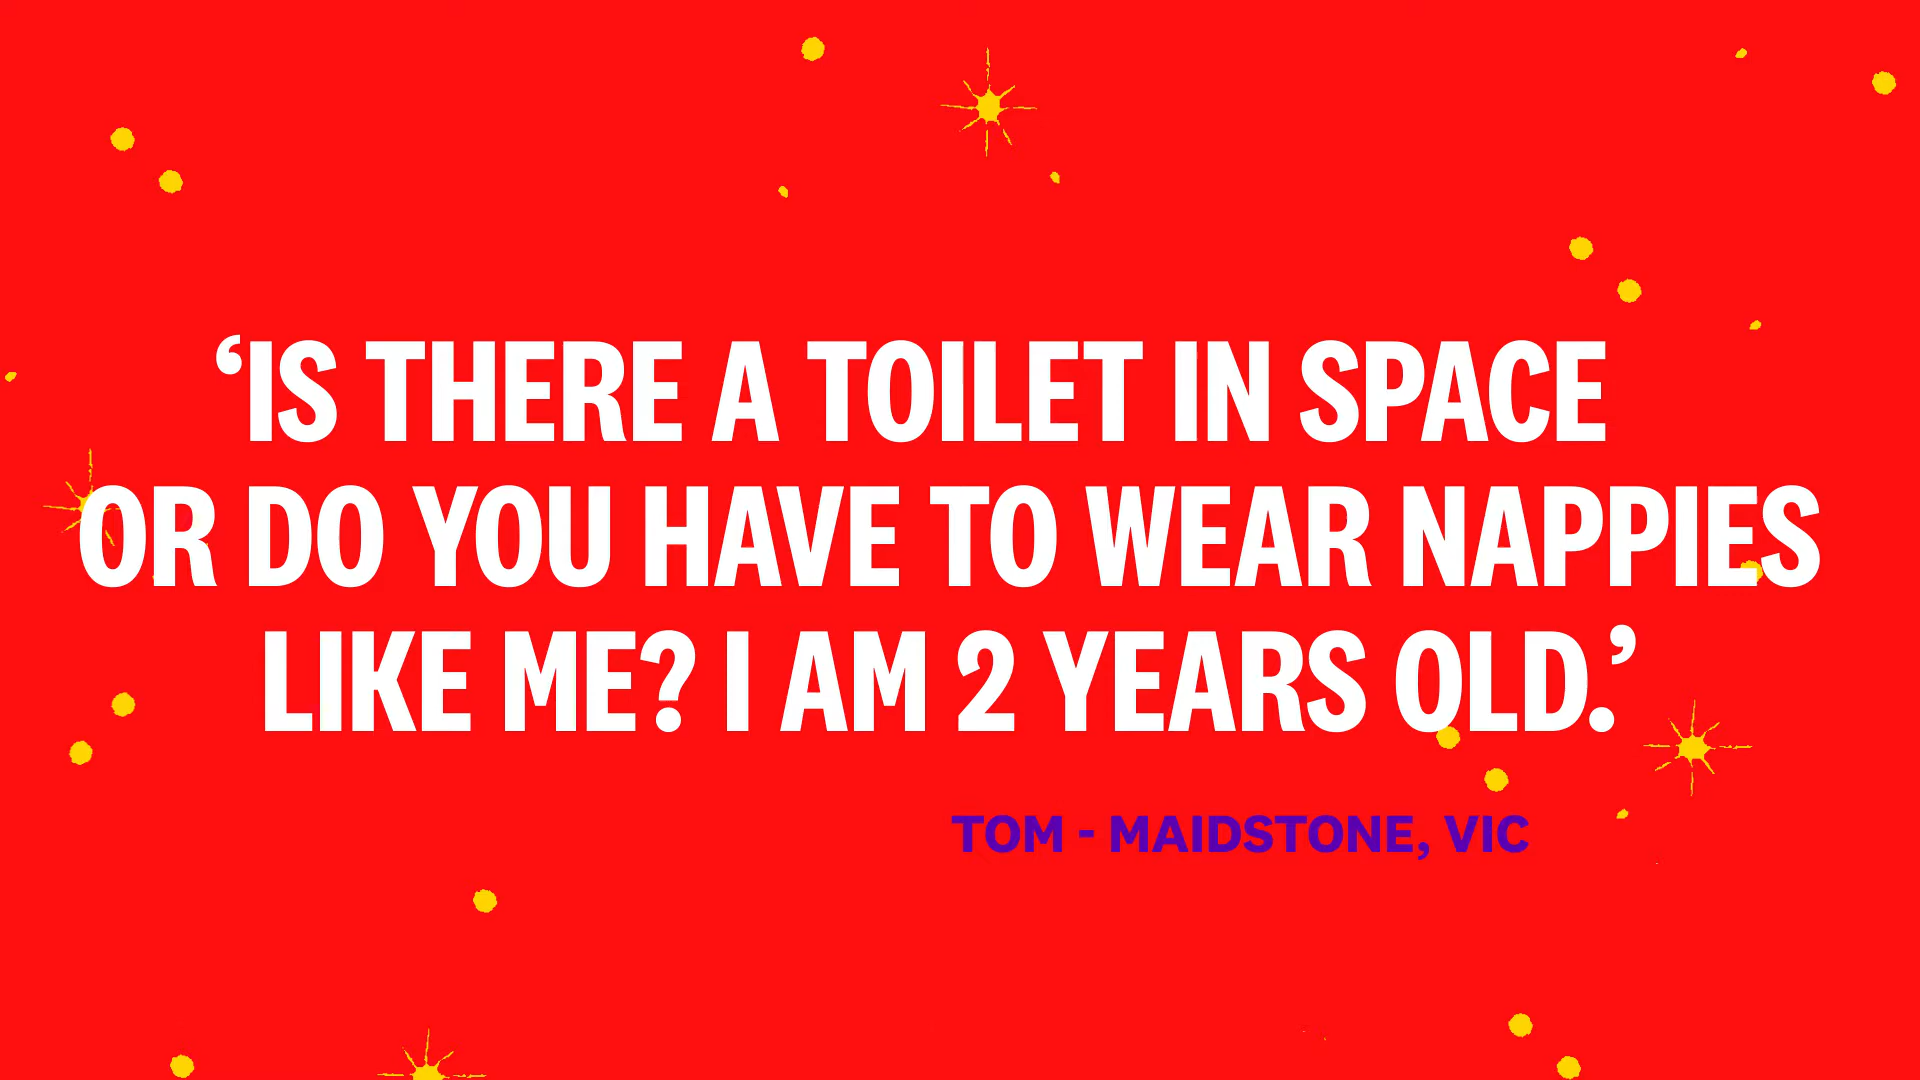 ‘IS THERE A TOILET IN SPACE
OR DO YOU HAVE TO WEAR NAPPIES
LIKE ME? I AM 2 YEARS OLD.’
TOM - MAIDSTONE, VIC